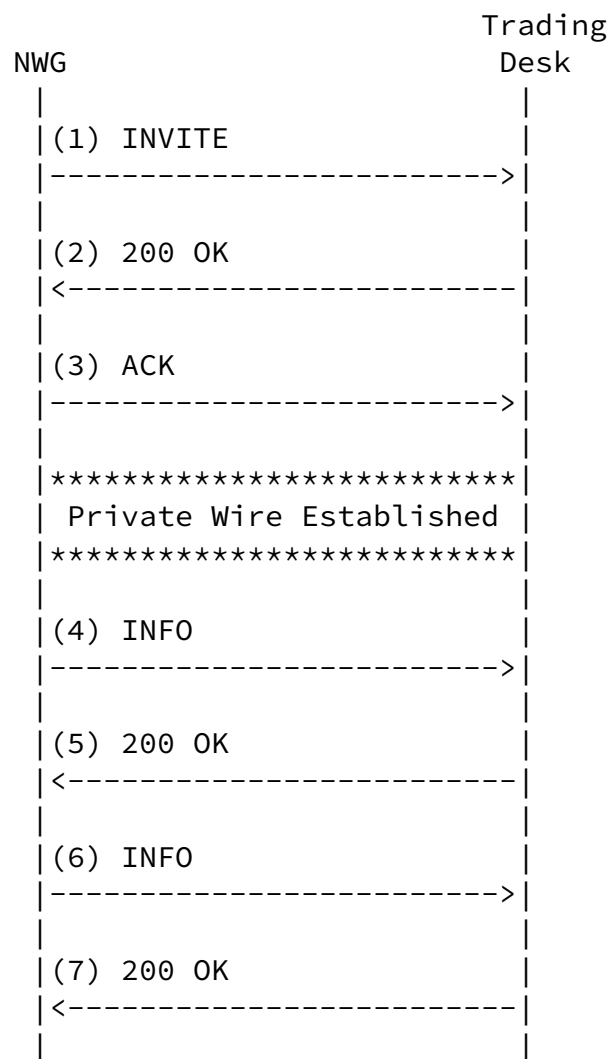 Trading
NWG Desk
(1) INVITE
(2) 200 OK
(3) ACK
**************************
Private Wire Established
**************************
(4) INFO
(5) 200 OK
(6) INFO
(7) 200 OK